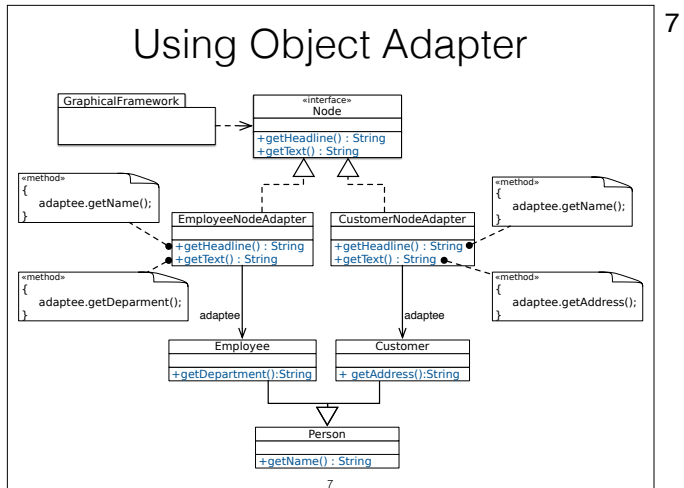 7
Using Object Adapter
GraphicalFramework
«interface»
Node
+getHeadline() : String
+getText() : String
«method»
{
adaptee.getName();
}
«method»
{
adaptee.getName();
}
EmployeeNodeAdapter
+getHeadline() : String
+getText() : String
CustomerNodeAdapter
+getHeadline() : String
+getText() : String
«method»
{
adaptee.getDeparment();
}
«method»
{
adaptee.getAddress();
}
adaptee
adaptee
Employee
+getDepartment():String
Customer
+ getAddress():String
Person
+getName() : String
7